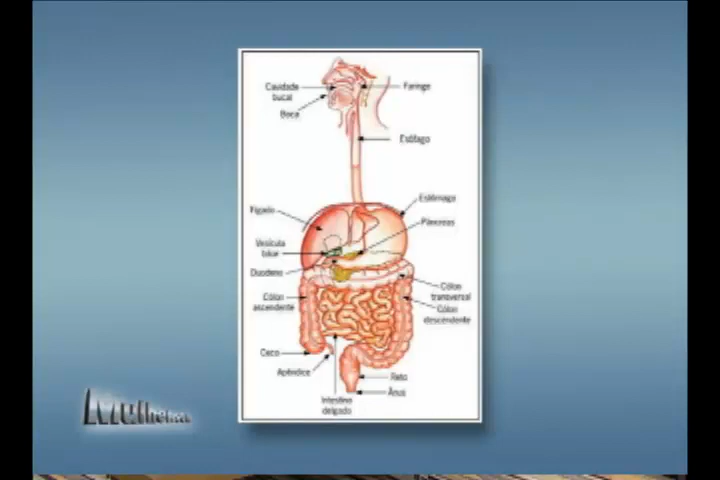 Cavidade
bucal
Faringe
Boca
Esôfago
Estômago
Fígado
Pâncreas
Vesícula
biliar
Duodeno
Cólon
transversal
Cólon
ascendente
Cólon
descendente
Ceco
Apêndice
Reto
Ânus
Intestino
delgado